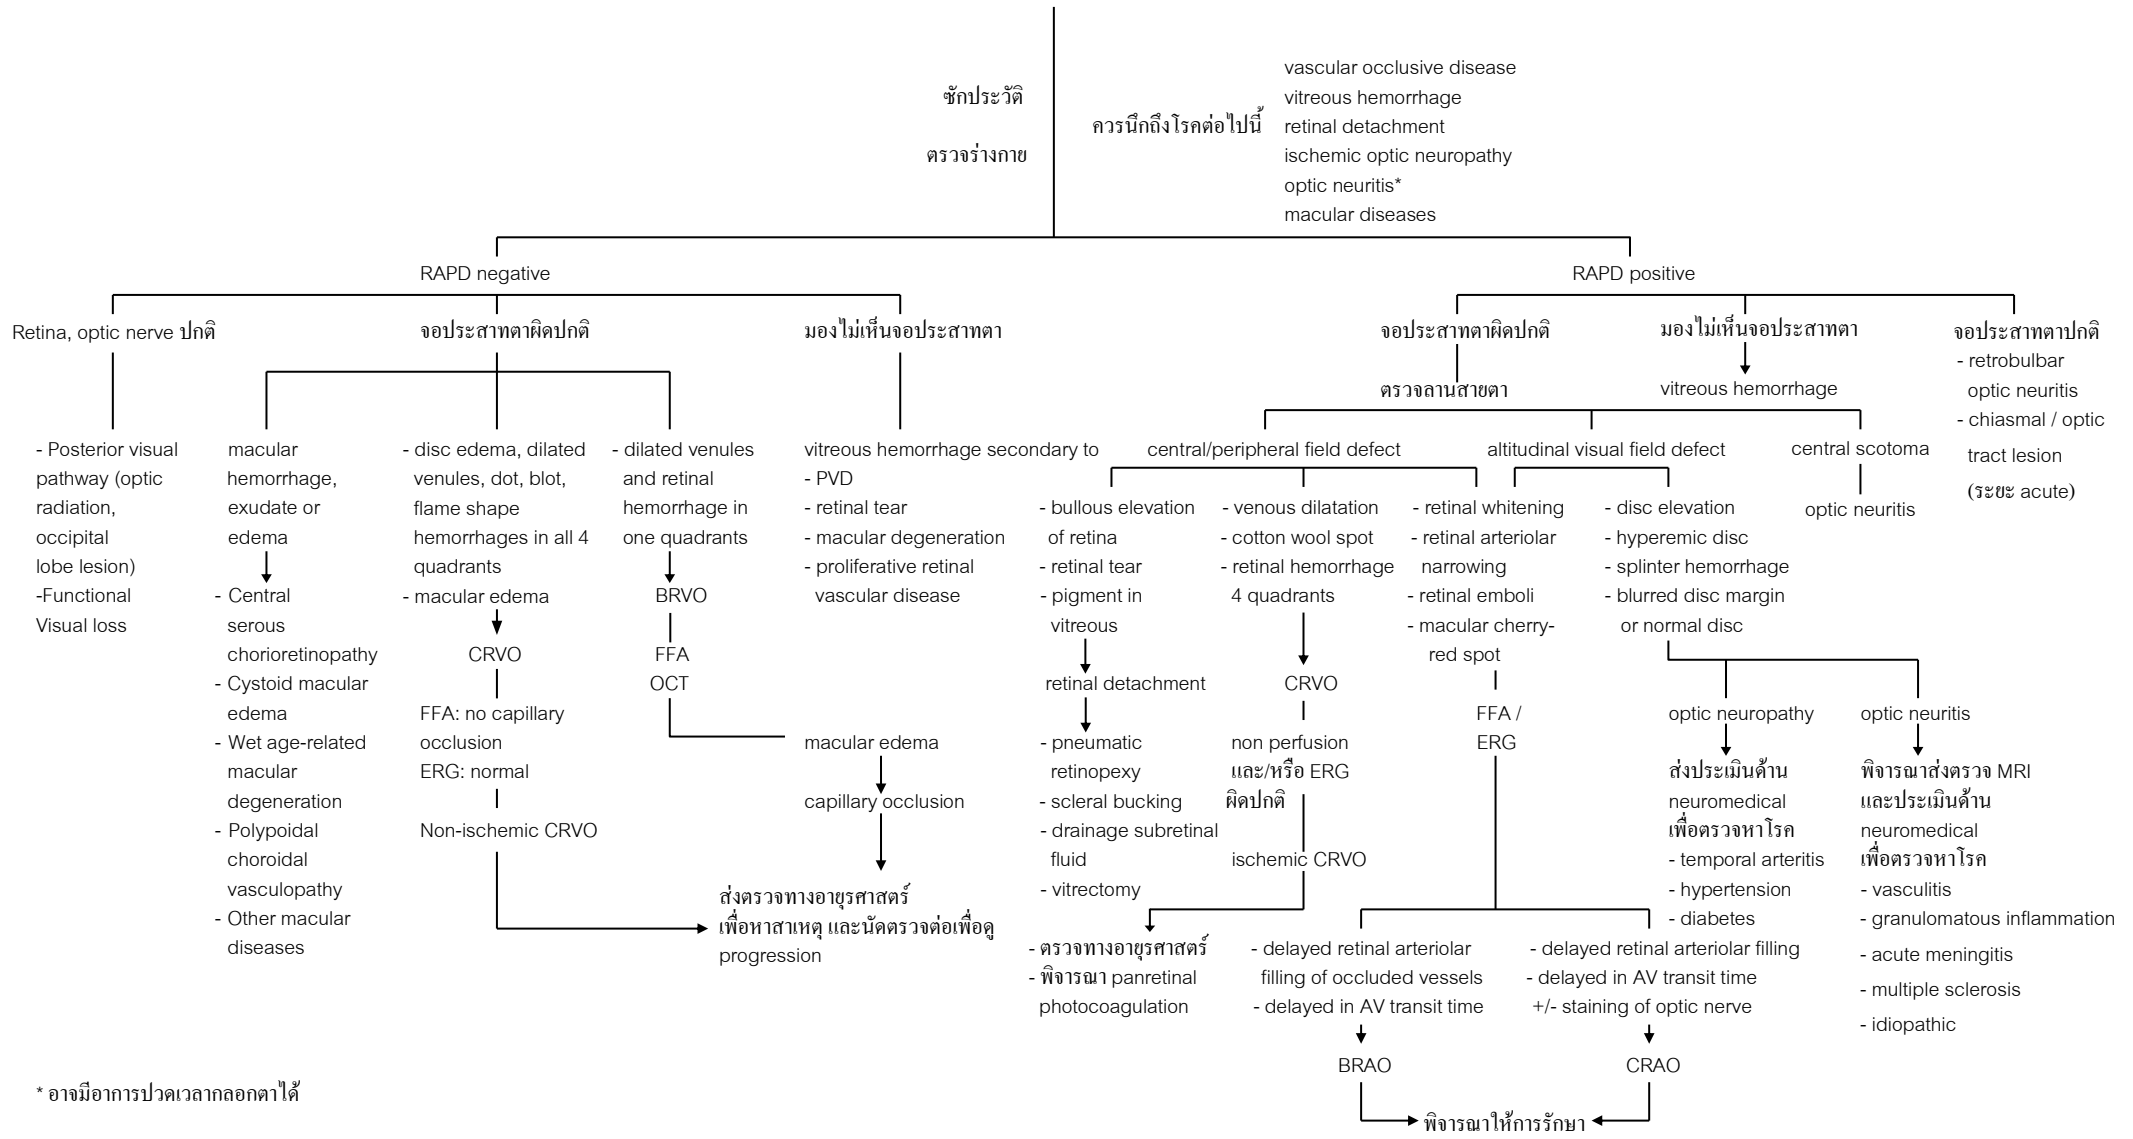 ซักประวัติ
ตรวจร่างกาย
ควรนึกถึงโรคต่อไปนี้
vascular occlusive disease
vitreous hemorrhage
retinal detachment
ischemic optic neuropathy
optic neuritis*
macular diseases
RAPD negative
RAPD positive
Retina, optic nerve ปกติ
จอประสาทตาผิดปกติ
มองไม่เห็นจอประสาทตา
- Posterior visual
pathway (optic
radiation,
occipital
lobe lesion)
-Functional
Visual loss
macular
hemorrhage,
exudate or
edema
- Central
serous
chorioretinopathy
- Cystoid macular
edema
- Wet age-related
macular
degeneration
- Polypoidal
choroidal
vasculopathy
- Other macular
diseases
- disc edema, dilated
venules, dot, blot,
flame shape
hemorrhages in all 4
quadrants
- macular edema
CRVO
FFA: no capillary
occlusion
ERG: normal
Non-ischemic CRVO
- dilated venules
and retinal
hemorrhage in
one quadrants
BRVO
FFA
OCT
vitreous hemorrhage secondary to
- PVD
- retinal tear
- macular degeneration
- proliferative retinal
vascular disease
macular edema
capillary occlusion
ส่งตรวจทางอายุรศาสตร์
เพื่อหาสาเหตุ และนัดตรวจต่อเพื่อดู
progression
จอประสาทตาผิดปกติ
ตรวจลานสายตา
มองไม่เห็นจอประสาทตา
vitreous hemorrhage
จอประสาทตาปกติ
- retrobulbar
optic neuritis
- chiasmal / optic
tract lesion
(ระยะ acute)
central/peripheral field defect
altitudinal visual field defect
central scotoma
optic neuritis
- bullous elevation
of retina
- retinal tear
- pigment in
vitreous
retinal detachment
- pneumatic
retinopexy
- scleral bucking
- drainage subretinal
fluid
- vitrectomy
- venous dilatation
- cotton wool spot
- retinal hemorrhage
4 quadrants
CRVO
non perfusion
และ/หรือ ERG
ผิดปกติ
ischemic CRVO
- ตรวจทางอายุรศาสตร์
- พิจารณา panretinal
photocoagulation
- retinal whitening
- retinal arteriolar
narrowing
- retinal emboli
- macular cherry-
red spot
FFA /
ERG
- delayed retinal arteriolar
filling of occluded vessels
- delayed in AV transit time
BRAO
- delayed retinal arteriolar filling
- delayed in AV transit time
+/- staining of optic nerve
CRAO
พิจารณาให้การรักษา
- disc elevation
- hyperemic disc
- splinter hemorrhage
- blurred disc margin
or normal disc
optic neuropathy
ส่งประเมินด้าน
neuromedical
เพื่อตรวจหาโรค
- temporal arteritis
- hypertension
- diabetes
optic neuritis
พิจารณาส่งตรวจ MRI
และประเมินด้าน
neuromedical
เพื่อตรวจหาโรค
- vasculitis
- granulomatous inflammation
- acute meningitis
- multiple sclerosis
- idiopathic
* อาจมีอาการปวดเวลากลอกตาได้